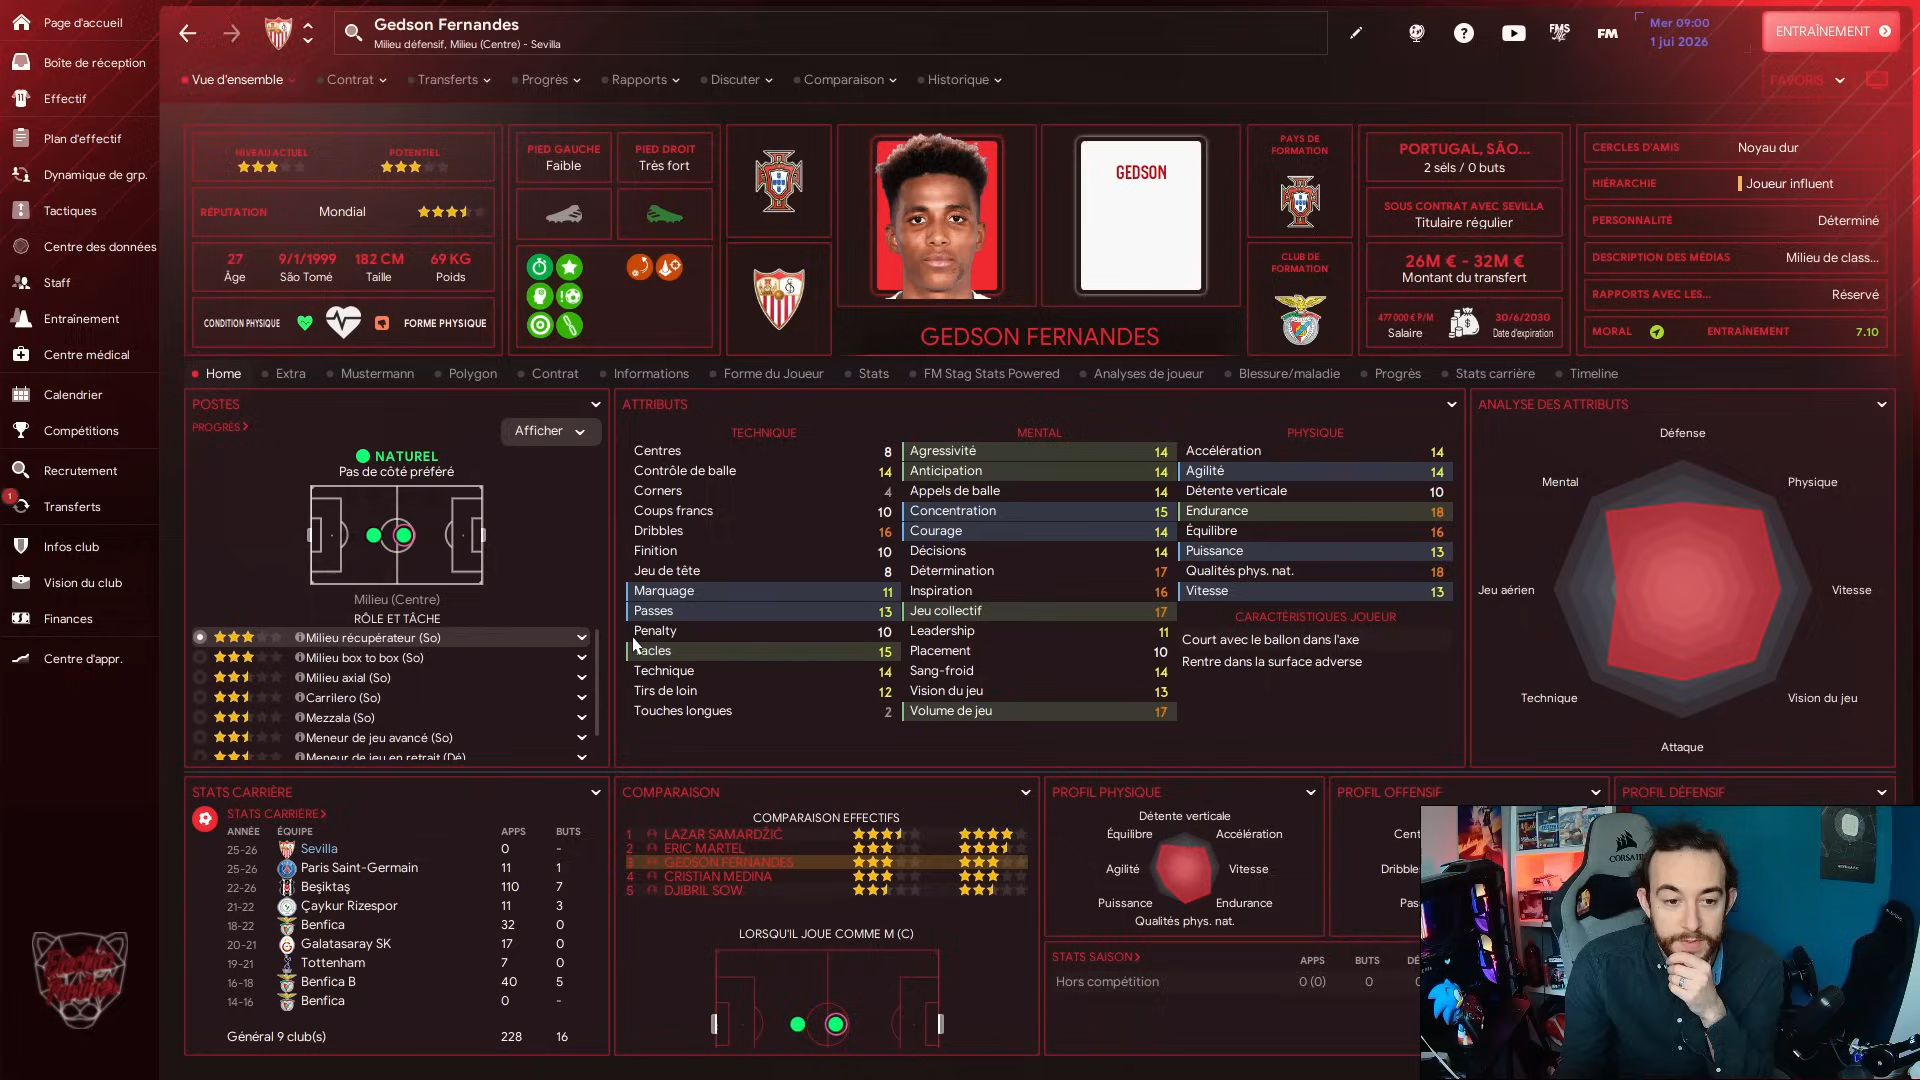 Page d'accueil
Boîte de réception
Effectif
Plan d'effectif
Dynamique de grp.
Tactiques
Centre des données
Staff
Entraînement
Centre médical
Calendrier
Compétitions
Recrutement
1
Transferts
Infos club
Vision du club
Finances
Centre d'appr.
Gedson Fernandes
Milieu défensif, Milieu (Centre) - Sevilla
FMS
FM
Mer 09:00
1 jui 2026
ENTRAÎNEMENT
Vue d'ensemble
Contrat
Transferts
Progrès
Rapports
Discuter
Comparaison
Historique
FAVORIS
NIVEAU ACTUEL
POTENTIEL
RÉPUTATION
Mondial
27
Âge
9/1/1999
São Tomé
182 CM
Taille
69 KG
Poids
CONDITION PHYSIQUE
FORME PHYSIQUE
PIED GAUCHE
Faible
PIED DROIT
Très fort
GEDSON
GEDSON FERNANDES
PAYS DE FORMATION
CLUB DE FORMATION
PORTUGAL, SÃO...
2 séls / 0 buts
SOUS CONTRAT AVEC SEVILLA
Titulaire régulier
26M € - 32M €
Montant du transfert
477 000 € P/M
Salaire
30/6/2030
Date d'expiration
CERCLES D'AMIS Noyau dur
HIÉRARCHIE Joueur influent
PERSONNALITÉ Déterminé
DESCRIPTION DES MÉDIAS Milieu de class...
RAPPORTS AVEC LES... Réservé
MORAL ENTRAÎNEMENT 7.10
Home
Extra
Mustermann
Polygon
Contrat
Informations
Forme du Joueur
Stats
FM Stag Stats Powered
Analyses de joueur
Blessure/maladie
Progrès
Stats carrière
Timeline
POSTES
PROGRÈS
Afficher
NATUREL
Pas de côté préféré
Milieu (Centre)
RÔLE ET TÂCHE
Milieu récupérateur (So)
Milieu box to box (So)
Milieu axial (So)
Carrilero (So)
Mezzala (So)
Meneur de jeu avancé (So)
Meneur de jeu en retrait (Dé)
ATTRIBUTS
TECHNIQUE
Centres 8
Contrôle de balle 14
Corners 4
Coups francs 10
Dribbles 16
Finition 10
Jeu de tête 8
Marquage 11
Passes 13
Penalty 10
acles 15
Technique 14
Tirs de loin 12
Touches longues 2
MENTAL
Agressivité 14
Anticipation 14
Appels de balle 14
Concentration 15
Courage 14
Décisions 14
Détermination 17
Inspiration 16
Jeu collectif 17
Leadership 11
Placement 10
Sang-froid 14
Vision du jeu 13
Volume de jeu 17
PHYSIQUE
Accélération 14
Agilité 14
Détente verticale 10
Endurance 18
Équilibre 16
Puissance 13
Qualités phys. nat. 18
Vitesse 13
CARACTÉRISTIQUES JOUEUR
Court avec le ballon dans l'axe
Rentre dans la surface adverse
ANALYSE DES ATTRIBUTS
Défense
Mental
Physique
Jeu aérien
Vitesse
Technique
Vision du jeu
Attaque
STATS CARRIÈRE
STATS CARRIÈRE
ANNÉE ÉQUIPE APPS BUTS
25-26 Sevilla 0 -
25-26 Paris Saint-Germain 11 1
22-26 Beşiktaş 110 7
21-22 Çaykur Rizespor 11 3
18-22 Benfica 32 0
20-21 Galatasaray SK 17 0
19-21 Tottenham 7 0
16-18 Benfica B 40 5
14-16 Benfica 0 -
Général 9 club(s) 228 16
COMPARAISON
COMPARAISON EFFECTIFS
1 LAZAR SAMARDŽIĆ
2 ERIC MARTEL
3 GEDSON FERNANDES
4 CRISTIAN MEDINA
5 DJIBRIL SOW
LORSQU'IL JOUE COMME M (C)
PROFIL PHYSIQUE
Détente verticale
Équilibre
Accélération
Agilité
Vitesse
Puissance
Endurance
Qualités phys. nat.
STATS SAISON
APPS BUTS
Hors compétition 0 (0) 0
PROFIL OFFENSIF
Cent
Dribble
Pas
PROFIL DÉFENSIF
CORSAIR